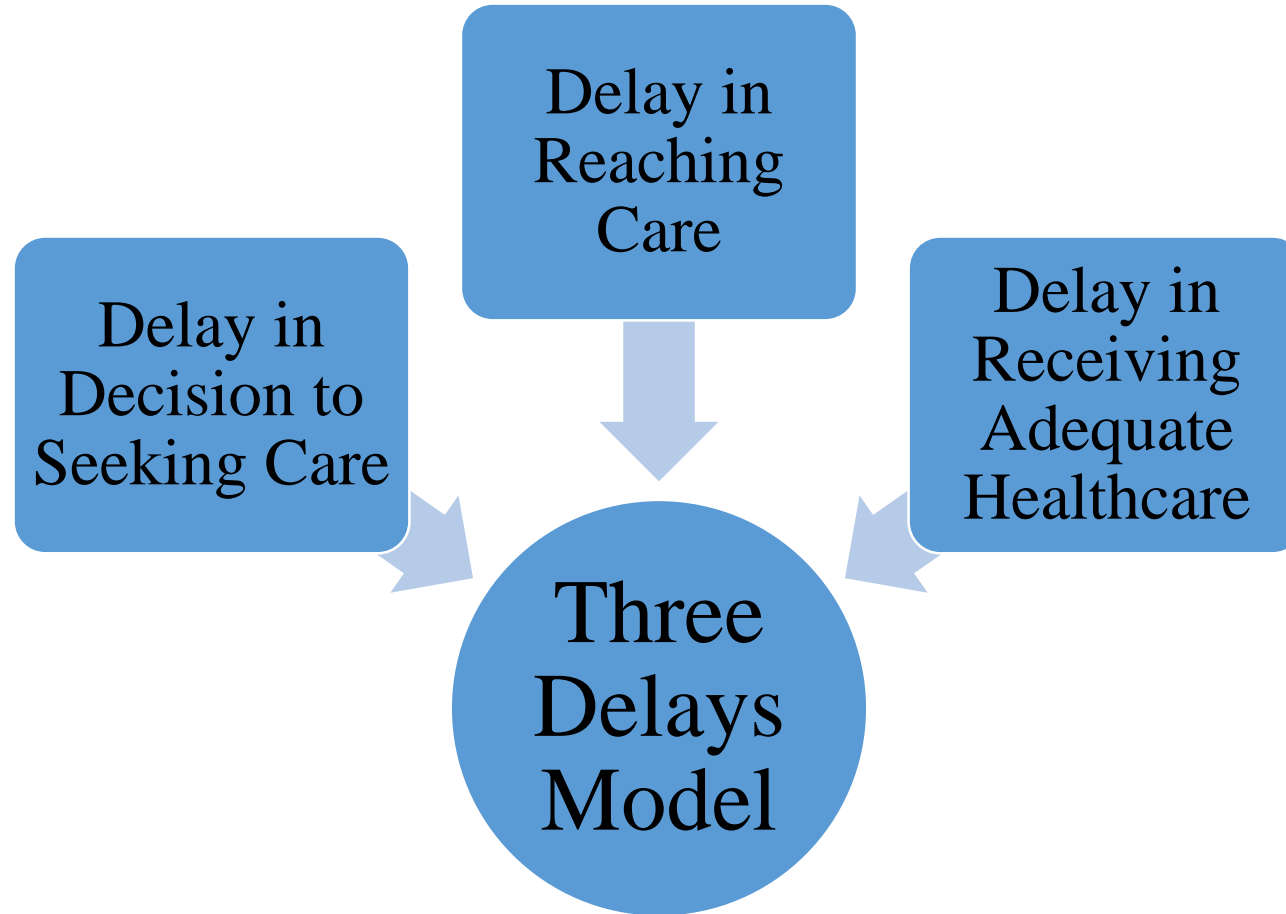 Delay in
Decision to
Seeking Care
Delay in
Reaching
Care
Delay in
Receiving
Adequate
Healthcare
Three
Delays
Model